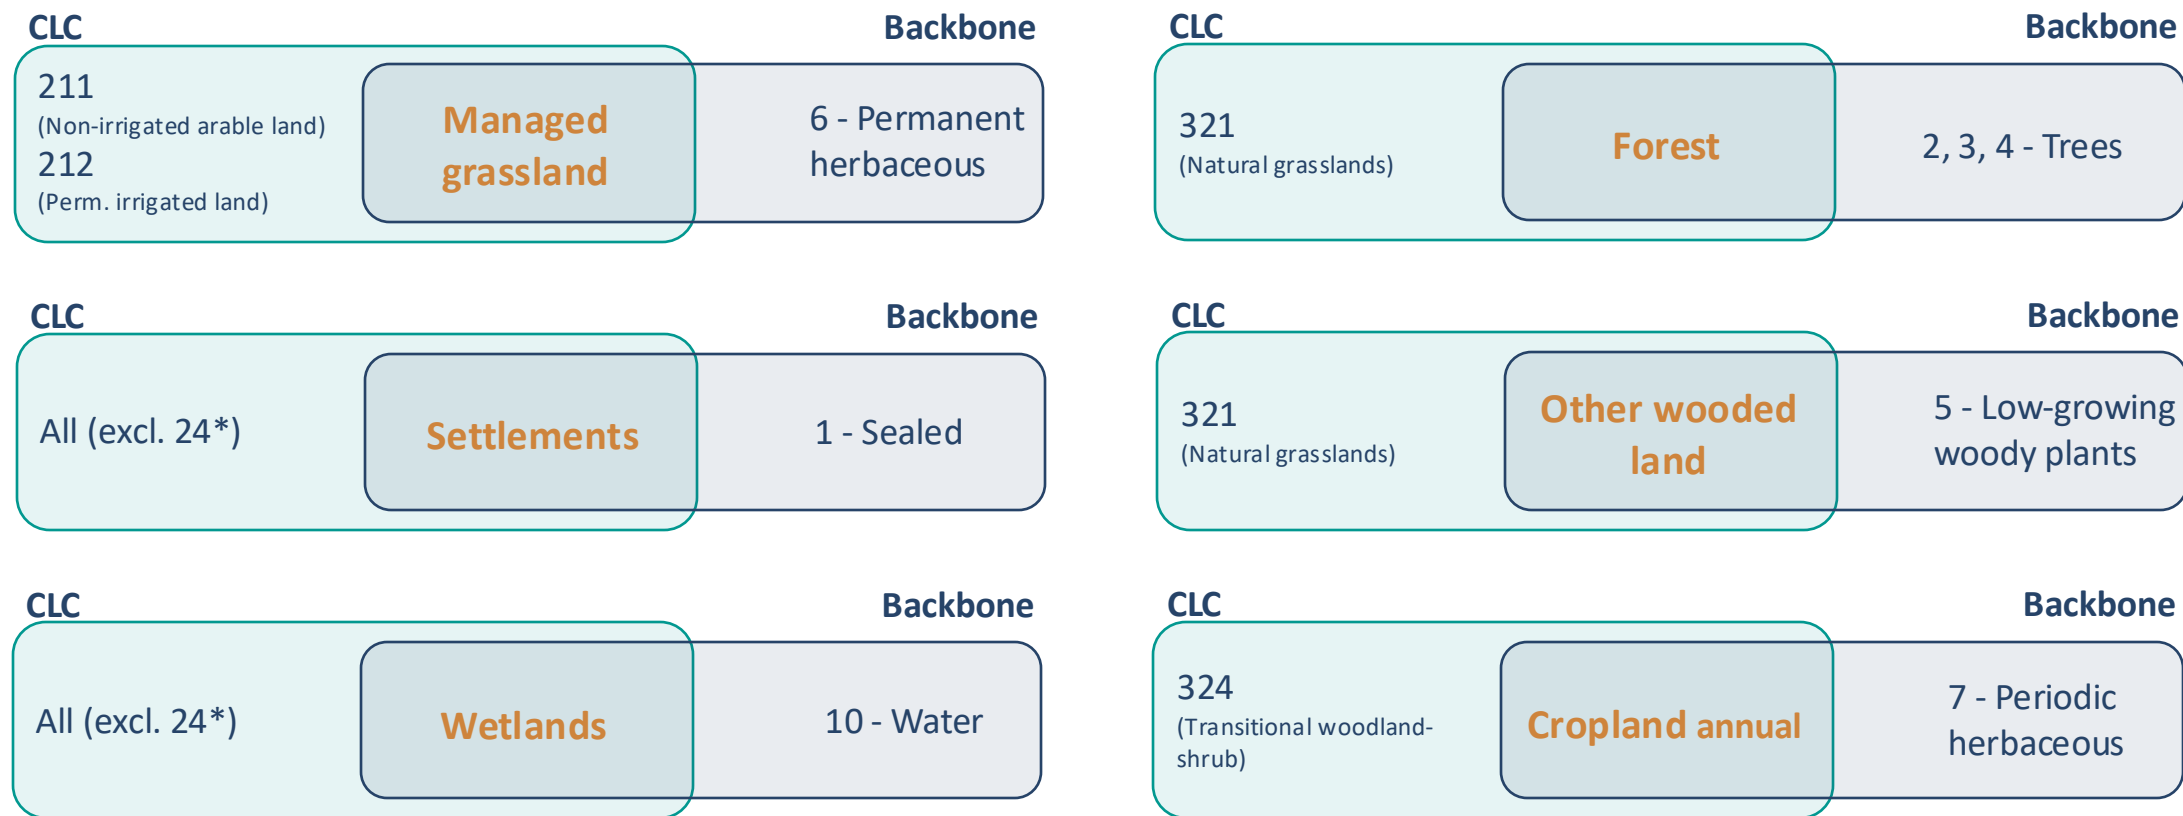 CLC
Backbone
211
(Non-irrigated arable land)
212
(Perm. irrigated land)
Managed
grassland
6 - Permanent
herbaceous
CLC
Backbone
321
(Natural grasslands)
Forest
2, 3, 4 - Trees
CLC
Backbone
All (excl. 24*)
Settlements
1 - Sealed
CLC
Backbone
321
(Natural grasslands)
Other wooded
land
5 - Low-growing
woody plants
CLC
Backbone
All (excl. 24*)
Wetlands
10 - Water
CLC
Backbone
324
(Transitional woodland-
shrub)
Cropland annual
7 - Periodic
herbaceous